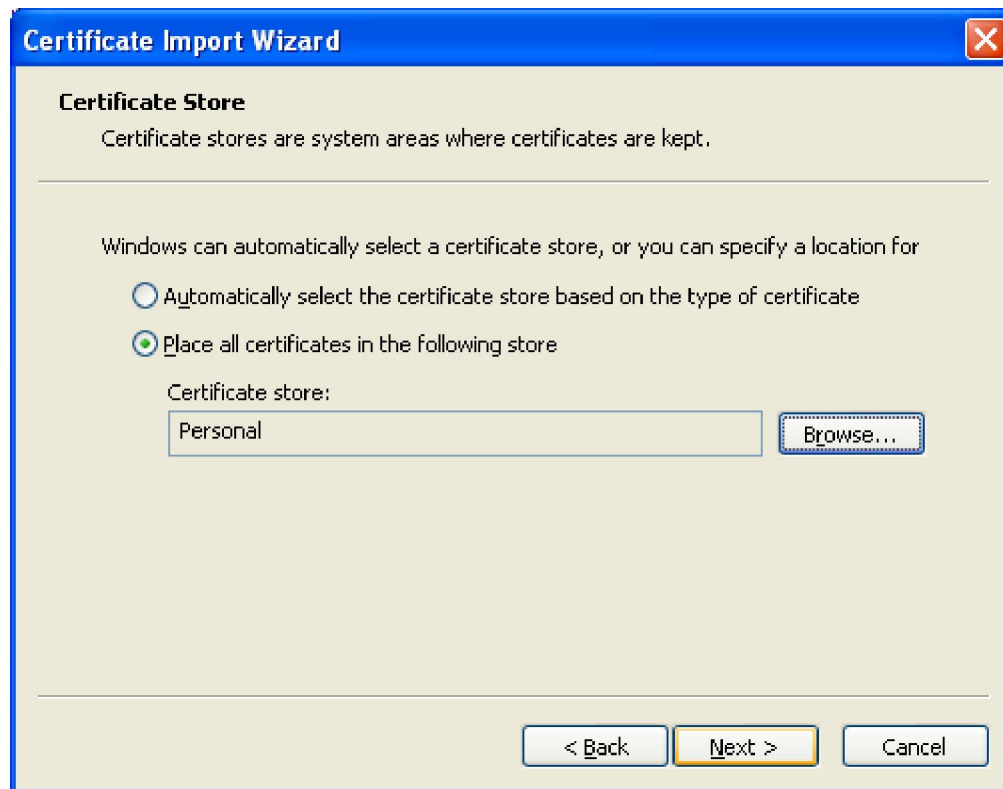 Certificate Import Wizard
Certificate Store
Certificate stores are system areas where certificates are kept.
Windows can automatically select a certificate store, or you can specify a location for
Automatically select the certificate store based on the type of certificate
Place all certificates in the following store
Certificate store:
Personal
Browse...
< Back Next > Cancel